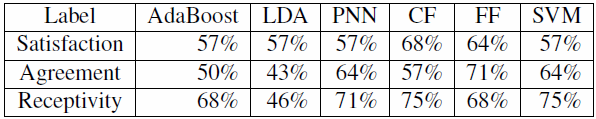 Label AdaBoost LDA PNN CF FF SVM
Satisfaction 57% 57% 57% 68% 64% 57%
Agreement 50% 43% 64% 57% 71% 64%
Receptivity 68% 46% 71% 75% 68% 75%